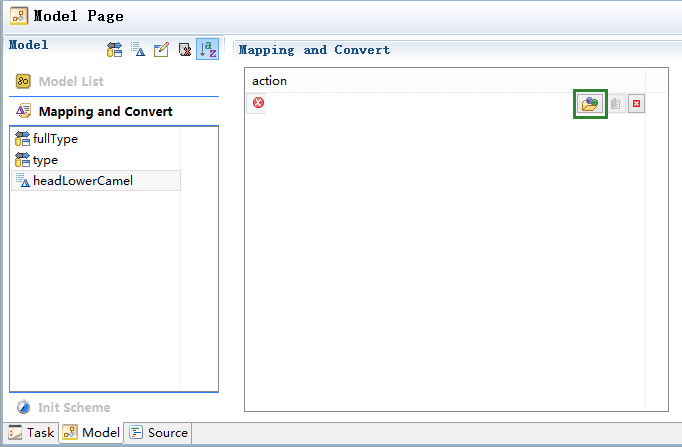 Model Page
Model
Mapping and Convert
Model List
Mapping and Convert
fullType
type
headLowerCamel
Init Scheme
action
Task
Model
Source